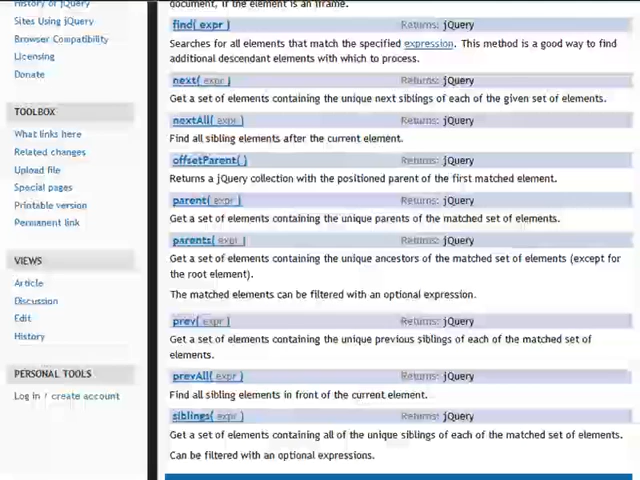 History of jQuery
Sites Using jQuery
Browser Compatibility
Licensing
Donate
TOOLBOX
What links here
Related changes
Upload file
Special pages
Printable version
Permanent link
VIEWS
Article
Discussion
Edit
History
PERSONAL TOOLS
Log in / create account
document, if the element is an iframe.
find( expr ) Returns: jQuery
Searches for all elements that match the specified expression. This method is a good way to find
additional descendant elements with which to process.
next( expr ) Returns: jQuery
Get a set of elements containing the unique next siblings of each of the given set of elements.
nextAll( expr ) Returns: jQuery
Find all sibling elements after the current element.
offsetParent( ) Returns: jQuery
Returns a jQuery collection with the positioned parent of the first matched element.
parent( expr ) Returns: jQuery
Get a set of elements containing the unique parents of the matched set of elements.
parents( expr ) Returns: jQuery
Get a set of elements containing the unique ancestors of the matched set of elements (except for
the root element).
The matched elements can be filtered with an optional expression.
prev( expr ) Returns: jQuery
Get a set of elements containing the unique previous siblings of each of the matched set of
elements.
prevAll( expr ) Returns: jQuery
Find all sibling elements in front of the current element.
siblings( expr ) Returns: jQuery
Get a set of elements containing all of the unique siblings of each of the matched set of elements.
Can be filtered with an optional expressions.